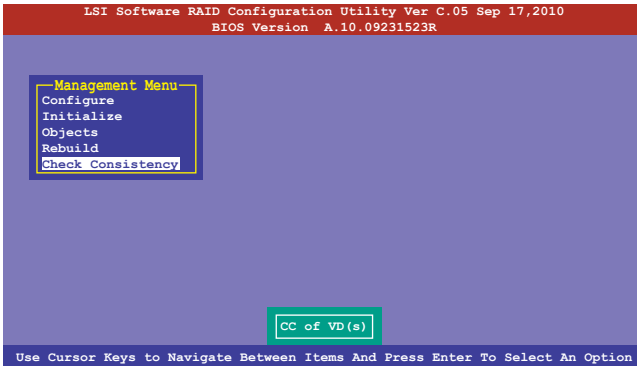 LSI Software RAID Configuration Utility Ver C.05 Sep 17,2010
BIOS Version A.10.09231523R
Management Menu
Configure
Initialize
Objects
Rebuild
Check Consistency
CC of VD(s)
Use Cursor Keys to Navigate Between Items And Press Enter To Select An Option